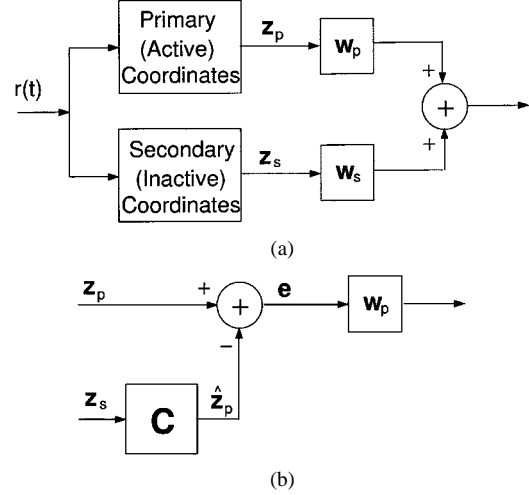 r(t)
Primary
(Active)
Coordinates
z_p
w_p
+
+
+
Secondary
(Inactive)
Coordinates
z_s
w_s
(a)
z_p
+
+
e
w_p
−
z_s
C
ẑ_p
(b)